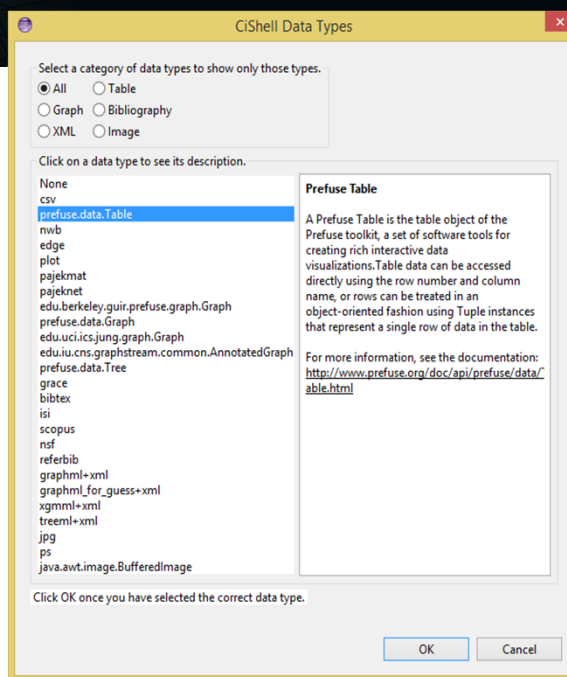 CiShell Data Types
Select a category of data types to show only those types.
All Table
Graph Bibliography
XML Image
Click on a data type to see its description.
None
csv
prefuse.data.Table
nwb
edge
plot
pajekmat
pajeknet
edu.berkeley.guir.prefuse.graph.Graph
prefuse.data.Graph
edu.uci.ics.jung.graph.Graph
edu.iu.cns.graphstream.common.AnnotatedGraph
prefuse.data.Tree
grace
bibtex
isi
scopus
nsf
referbib
graphml+xml
graphml_for_guess+xml
xgmml+xml
treeml+xml
jpg
ps
java.awt.image.BufferedImage
Prefuse Table
A Prefuse Table is the table object of the
Prefuse toolkit, a set of software tools for
creating rich interactive data
visualizations.Table data can be accessed
directly using the row number and column
name, or rows can be treated in an
object-oriented fashion using Tuple instances
that represent a single row of data in the table.
For more information, see the documentation:
http://www.prefuse.org/doc/api/prefuse/data/T
able.html
Click OK once you have selected the correct data type.
OK Cancel